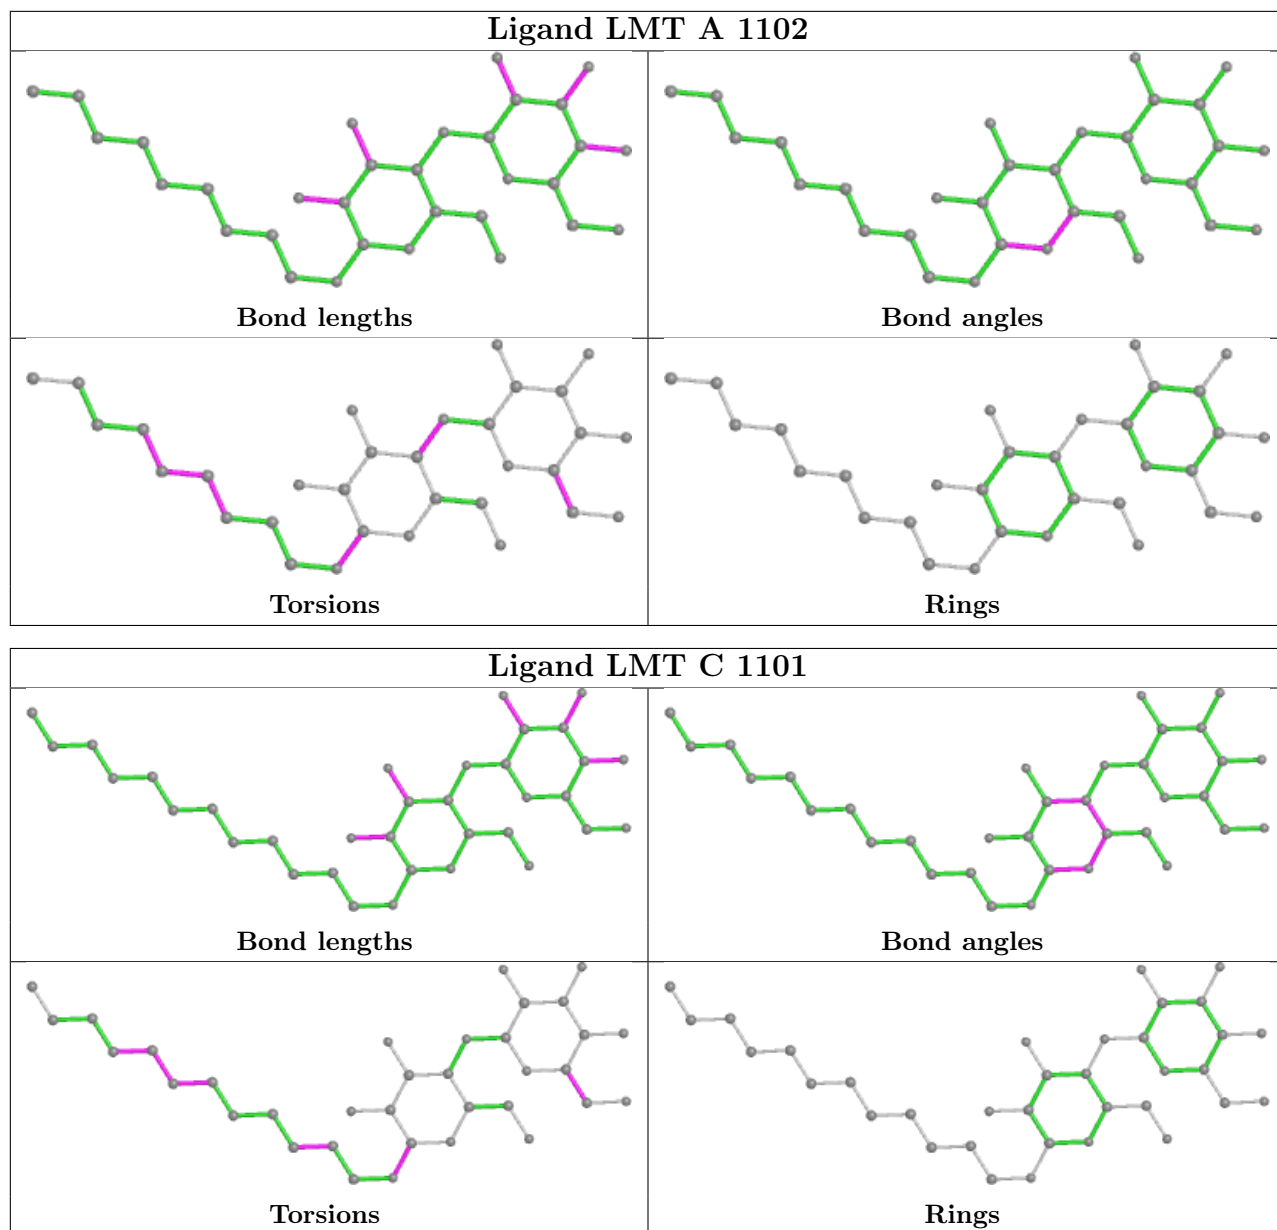 Ligand LMT A 1102
Bond lengths
Bond angles
Torsions
Rings
Ligand LMT C 1101
Bond lengths
Bond angles
Torsions
Rings